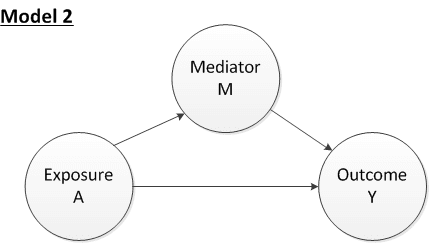 Model 2
Mediator
M
Exposure
A
Outcome
Y